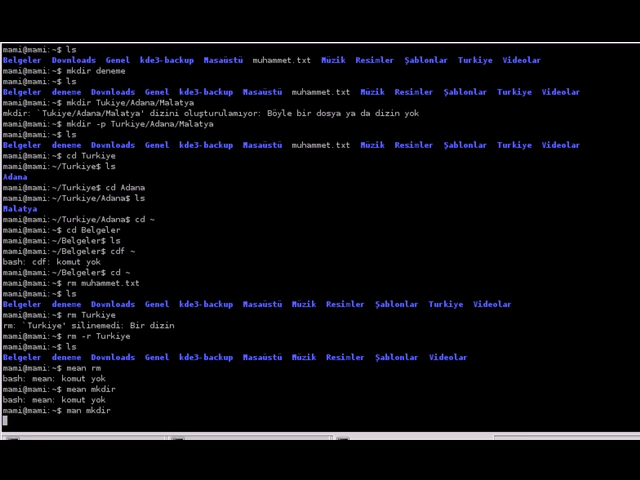 mami@mami:~$ ls
Belgeler Downloads Genel kde3-backup Masaüstü muhammet.txt Müzik Resimler Şablonlar Turkiye Videolar
mami@mami:~$ mkdir deneme
mami@mami:~$ ls
Belgeler deneme Downloads Genel kde3-backup Masaüstü muhammet.txt Müzik Resimler Şablonlar Turkiye Videolar
mami@mami:~$ mkdir Tukiye/Adana/Malatya
mkdir: `Tukiye/Adana/Malatya' dizini oluşturulamıyor: Böyle bir dosya ya da dizin yok
mami@mami:~$ mkdir -p Turkiye/Adana/Malatya
mami@mami:~$ ls
Belgeler deneme Downloads Genel kde3-backup Masaüstü muhammet.txt Müzik Resimler Şablonlar Turkiye Videolar
mami@mami:~$ cd Turkiye
mami@mami:~/Turkiye$ ls
Adana
mami@mami:~/Turkiye$ cd Adana
mami@mami:~/Turkiye/Adana$ ls
Malatya
mami@mami:~/Turkiye/Adana$ cd ~
mami@mami:~$ cd Belgeler
mami@mami:~/Belgeler$ ls
mami@mami:~/Belgeler$ cdf ~
bash: cdf: komut yok
mami@mami:~/Belgeler$ cd ~
mami@mami:~$ rm muhammet.txt
mami@mami:~$ ls
Belgeler deneme Downloads Genel kde3-backup Masaüstü Müzik Resimler Şablonlar Turkiye Videolar
mami@mami:~$ rm Turkiye
rm: `Turkiye' silinemedi: Bir dizin
mami@mami:~$ rm -r Turkiye
mami@mami:~$ ls
Belgeler deneme Downloads Genel kde3-backup Masaüstü Müzik Resimler Şablonlar Videolar
mami@mami:~$ mean rm
bash: mean: komut yok
mami@mami:~$ mean mkdir
bash: mean: komut yok
mami@mami:~$ man mkdir